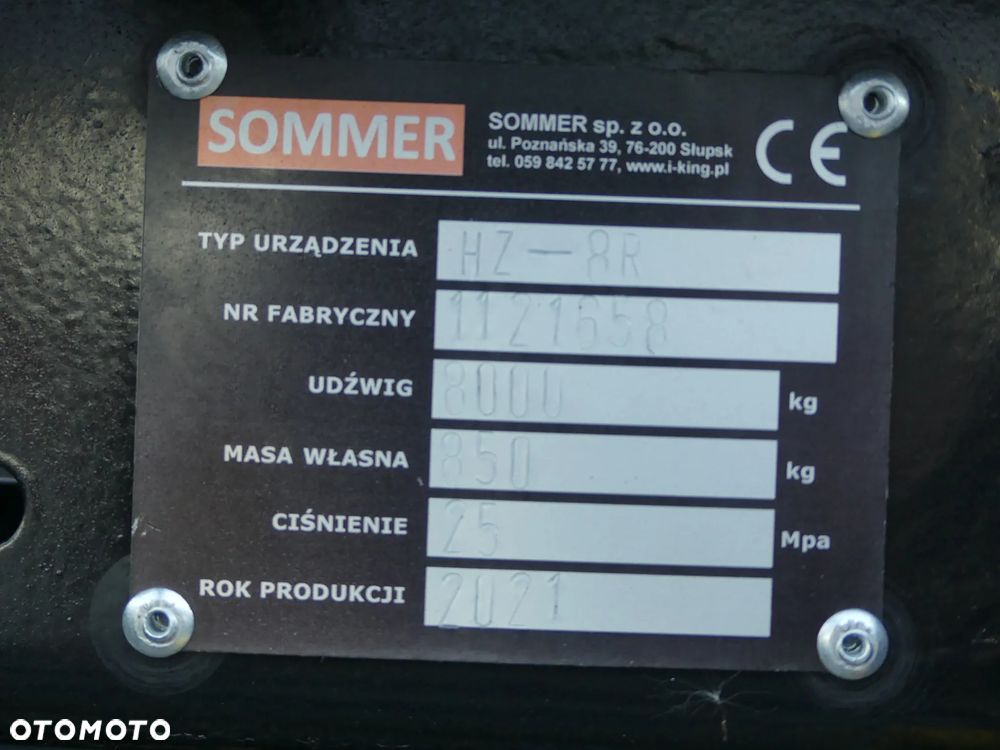 SOMMER
SOMMER sp. z o.o.
ul. Poznańska 39, 76-200 Słupsk
tel. 059 842 57 77, www.i-king.pl
CE
TYP URZĄDZENIA HZ-8R
NR FABRYCZNY 1121658
UDŹWIG 8000 kg
MASA WŁASNA 850 kg
CIŚNIENIE 25 Mpa
ROK PRODUKCJI 2021
OTOMOTO